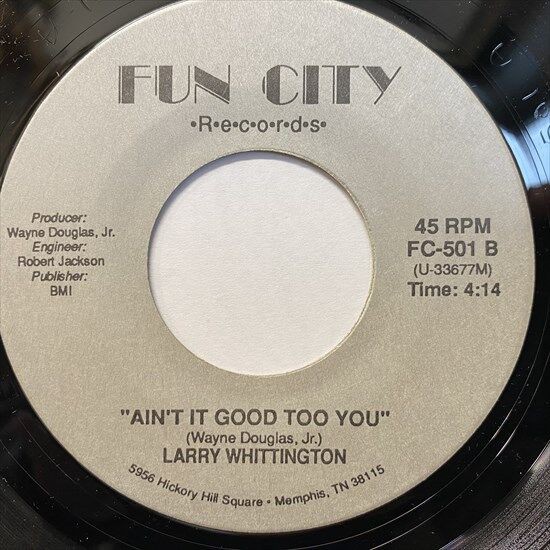 FUN CITY
•R•e•c•o•r•d•s•
Producer:
Wayne Douglas, Jr.
Engineer:
Robert Jackson
Publisher:
BMI
45 RPM
FC-501 B
(U-33677M)
Time: 4:14
"AIN'T IT GOOD TOO YOU"
(Wayne Douglas, Jr.)
LARRY WHITTINGTON
5956 Hickory Hill Square • Memphis, TN 38115